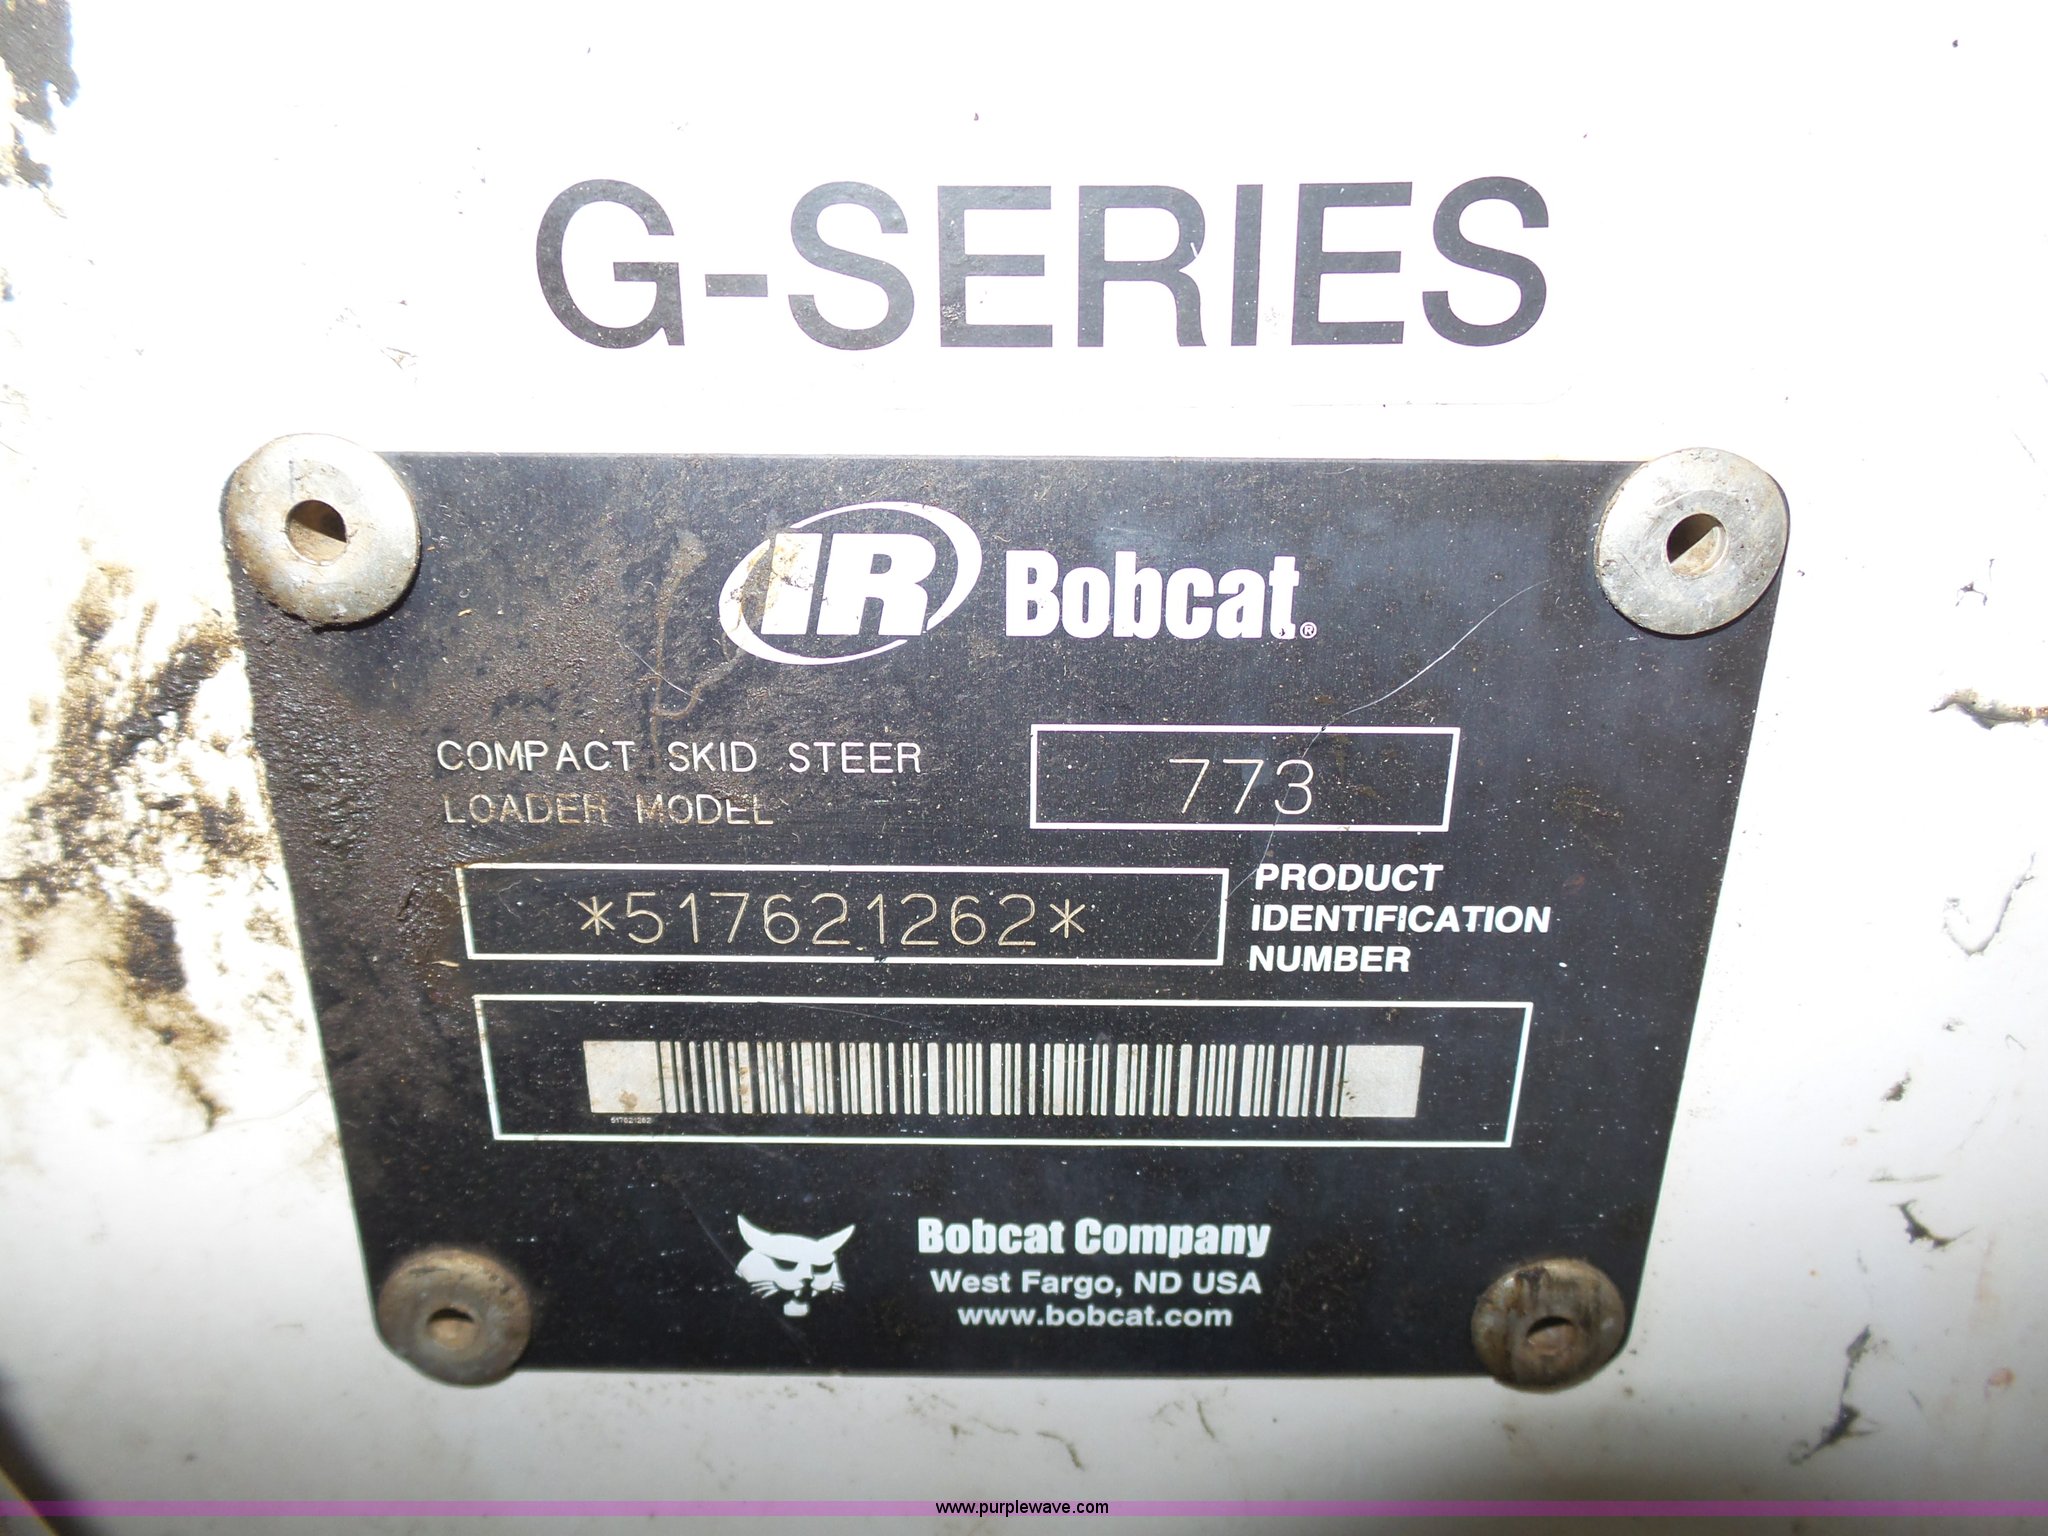 G-SERIES
IR Bobcat®
COMPACT SKID STEER
LOADER MODEL
773
*517621262*
PRODUCT
IDENTIFICATION
NUMBER
517621262
Bobcat Company
West Fargo, ND USA
www.bobcat.com
www.purplewave.com